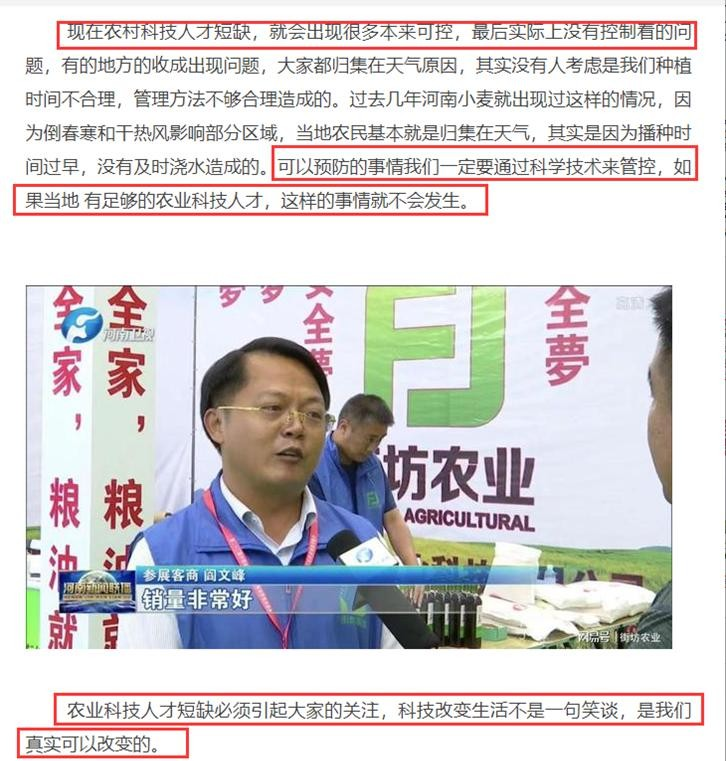 现在农村科技人才短缺，就会出现很多本来可控，最后实际上没有控制看的问
题，有的地方的收成出现问题，大家都归集在天气原因，其实没有人考虑是我们种植
时间不合理，管理方法不够合理造成的。过去几年河南小麦就出现过这样的情况，因
为倒春寒和干热风影响部分区域，当地农民基本就是归集在天气，其实是因为播种时
间过早，没有及时浇水造成的。可以预防的事情我们一定要通过科学技术来管控，如
果当地 有足够的农业科技人才，这样的事情就不会发生。
全家，粮油就
全家，粮
河南卫视
梦
安全梦
全夢
高清
坊农业
AGRICULTURAL
河南新闻联播
参展客商 阎文峰
销量非常好
网易号 街坊农业
农业科技人才短缺必须引起大家的关注，科技改变生活不是一句笑谈，是我们
真实可以改变的。